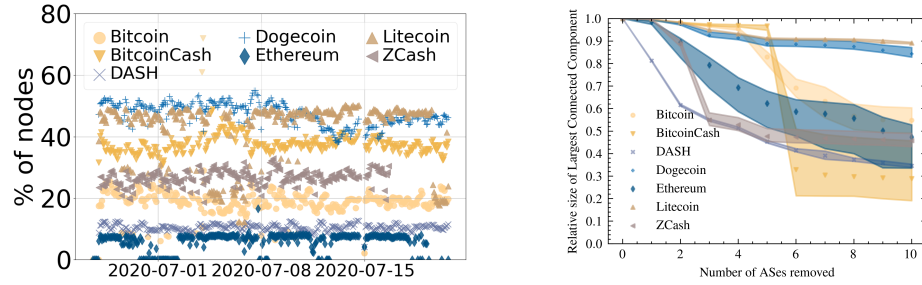 % of nodes
80
60
40
20
0
Bitcoin Dogecoin Litecoin
BitcoinCash Ethereum ZCash
DASH
2020-07-01 2020-07-08 2020-07-15
Relative size of Largest Connected Component
1.0
0.9
0.8
0.7
0.6
0.5
0.4
0.3
0.2
0.1
0.0
Bitcoin
BitcoinCash
DASH
Dogecoin
Ethereum
Litecoin
ZCash
0 2 4 6 8 10
Number of ASes removed